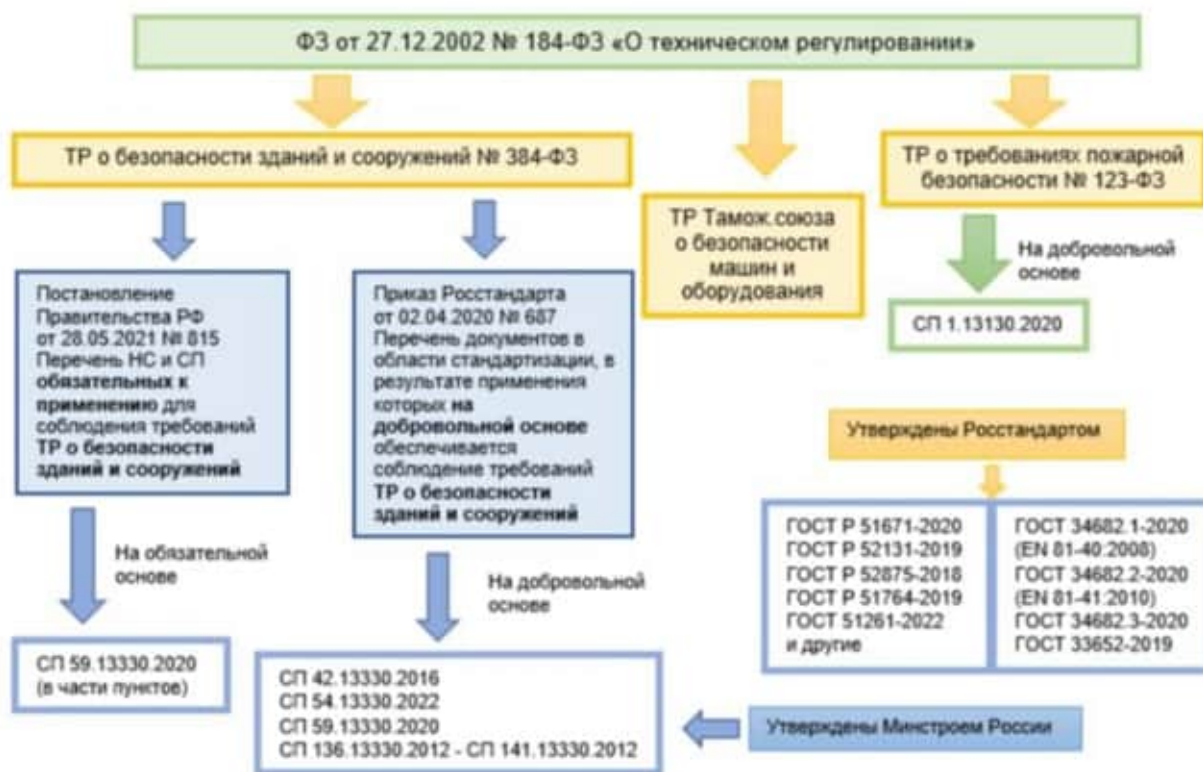 ФЗ от 27.12.2002 № 184-ФЗ «О техническом регулировании»
ТР о безопасности зданий и сооружений № 384-ФЗ
ТР Тамож.союза
о безопасности
машин и
оборудования
ТР о требованиях пожарной
безопасности № 123-ФЗ
На добровольной
основе
СП 1.13130.2020
Постановление
Правительства РФ
от 28.05.2021 № 815
Перечень НС и СП
обязательных к
применению для
соблюдения требований
ТР о безопасности
зданий и сооружений
Приказ Росстандарта
от 02.04.2020 № 687
Перечень документов в
области стандартизации, в
результате применения
которых на
добровольной основе
обеспечивается
соблюдение требований
ТР о безопасности
зданий и сооружений
На обязательной
основе
На добровольной
основе
СП 59.13330.2020
(в части пунктов)
СП 42.13330.2016
СП 54.13330.2022
СП 59.13330.2020
СП 136.13330.2012 - СП 141.13330.2012
Утверждены Минстроем России
Утверждены Росстандартом
ГОСТ Р 51671-2020
ГОСТ Р 52131-2019
ГОСТ Р 52875-2018
ГОСТ Р 51764-2019
ГОСТ 51261-2022
и другие
ГОСТ 34682.1-2020
(EN 81-40:2008)
ГОСТ 34682.2-2020
(EN 81-41:2010)
ГОСТ 34682.3-2020
ГОСТ 33652-2019